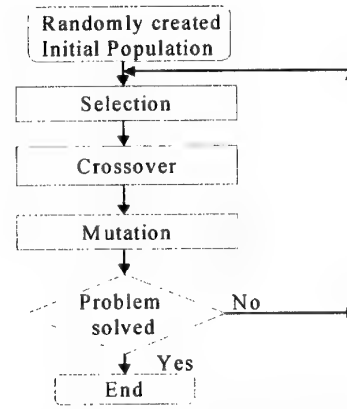 Randomly created
Initial Population
Selection
Crossover
Mutation
Problem
solved
No
Yes
End